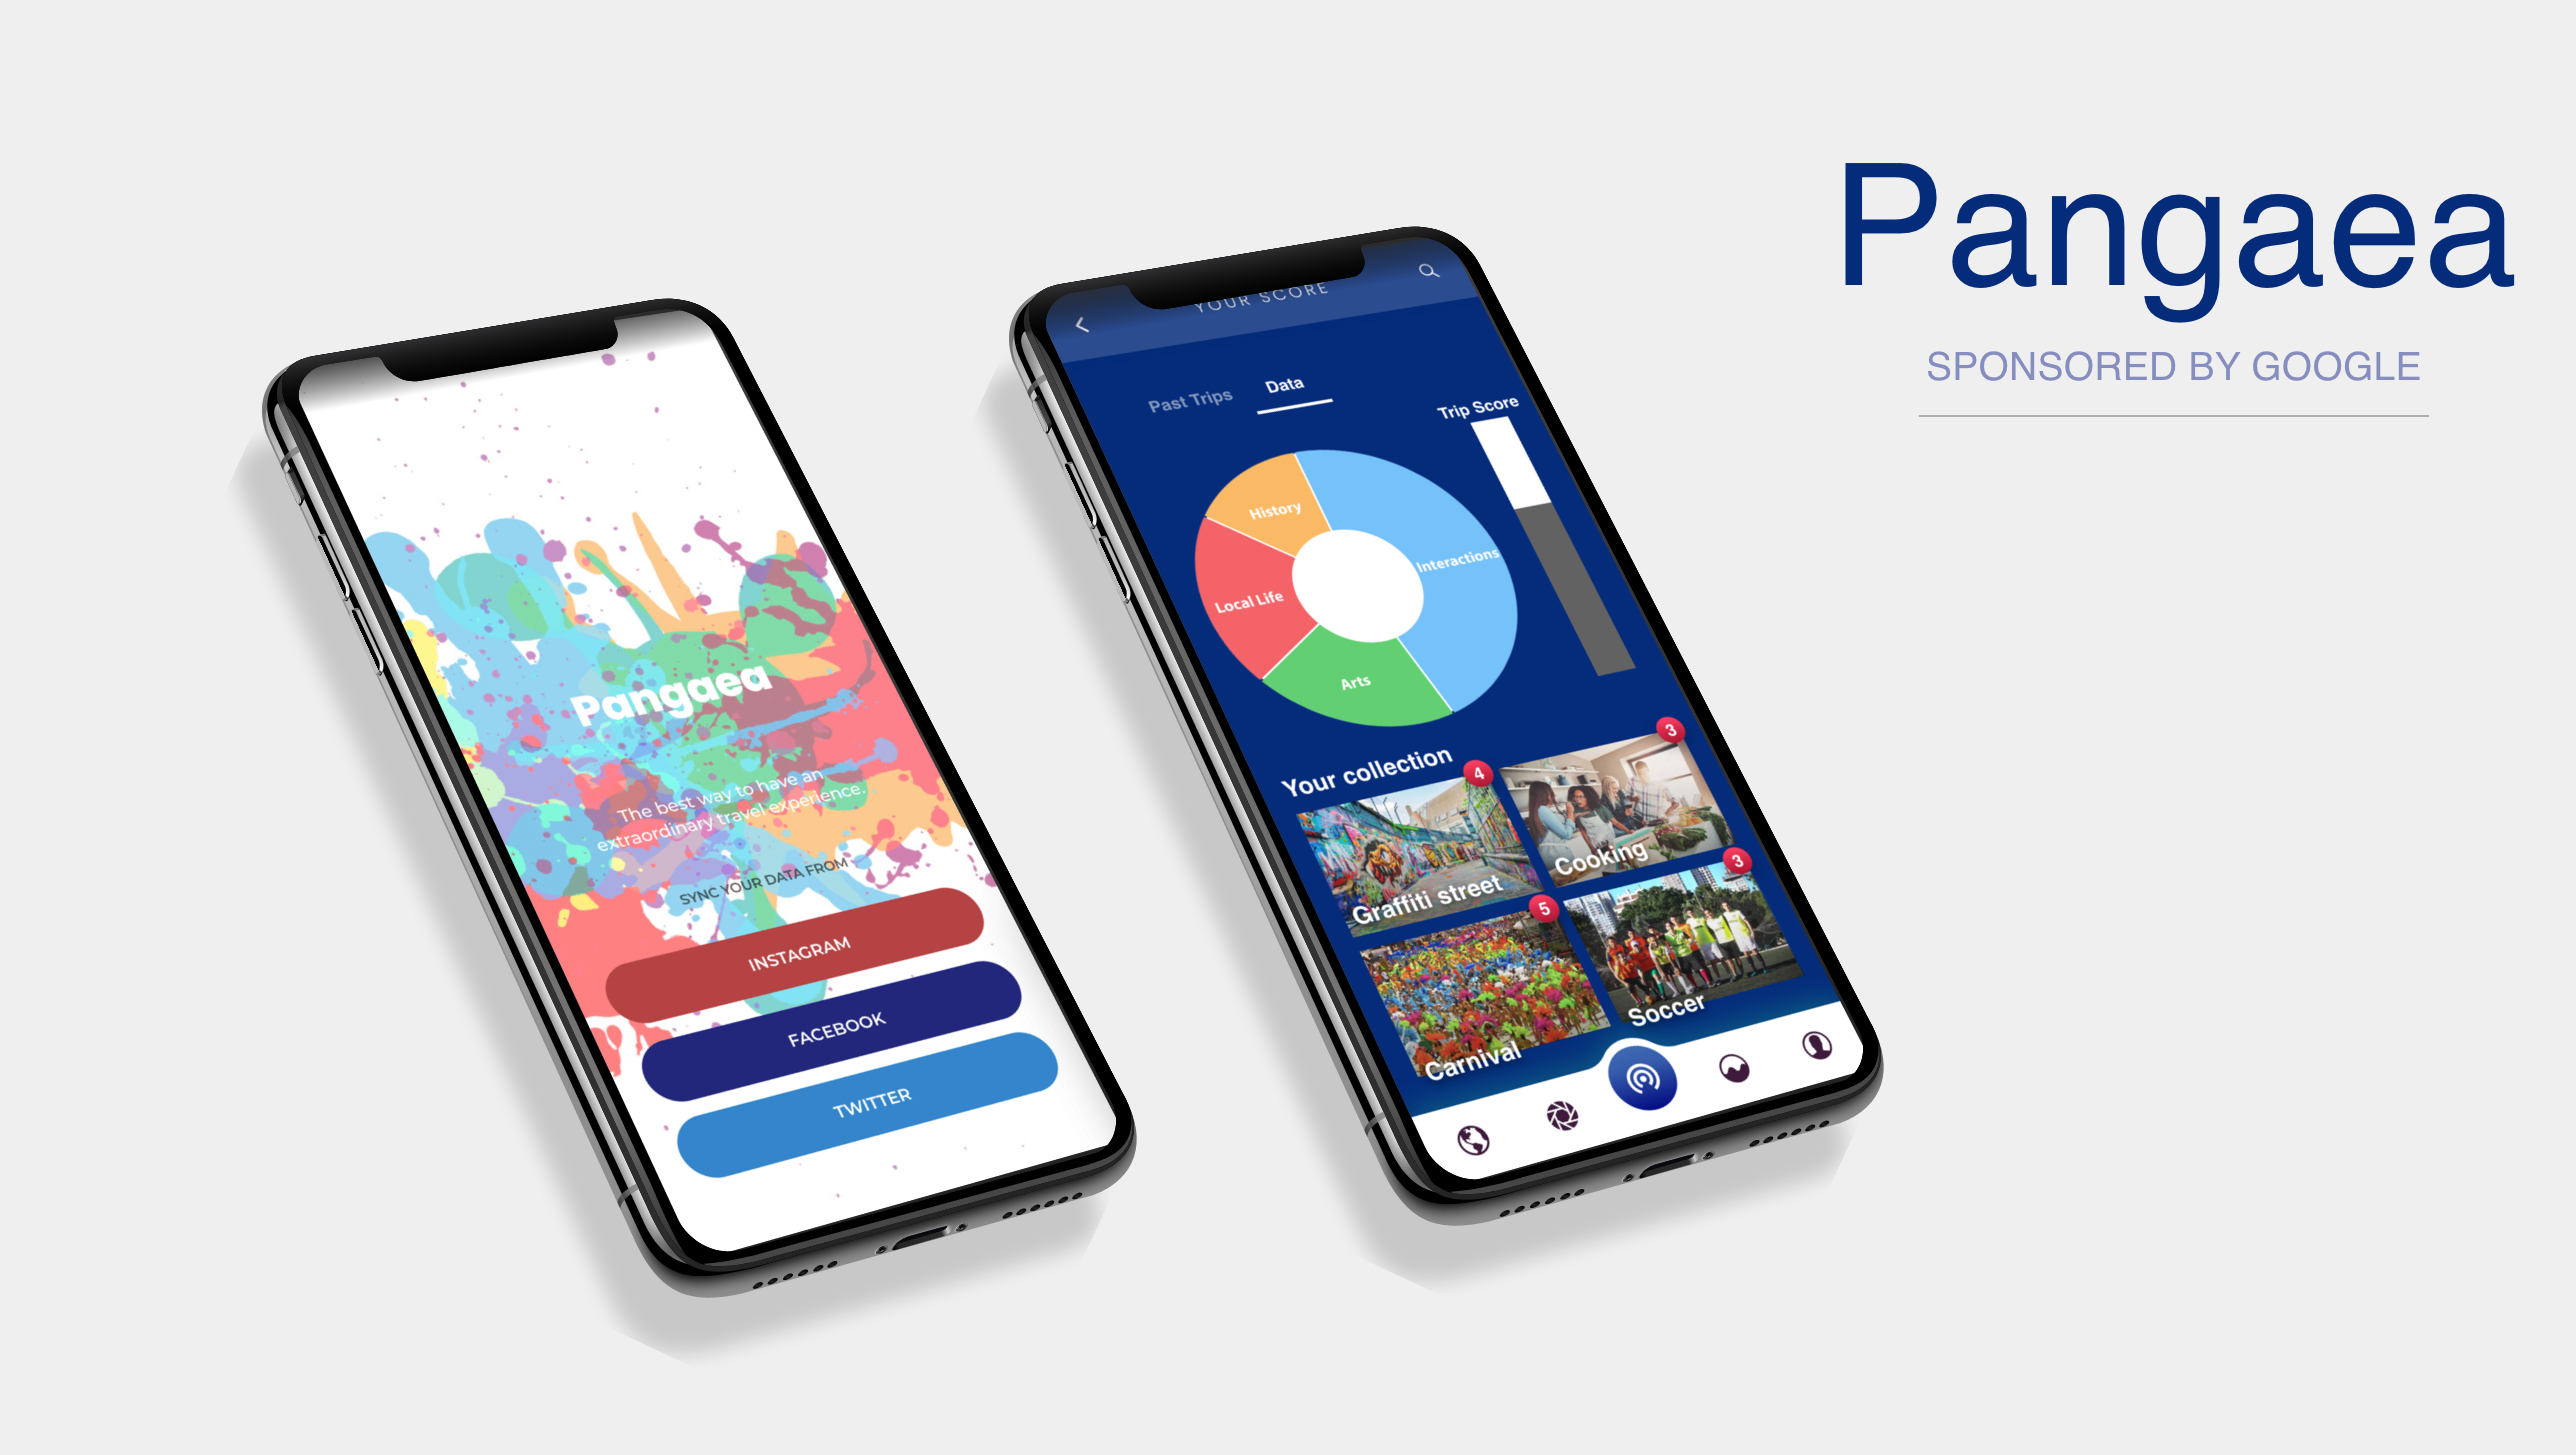 Pangaea
SPONSORED BY GOOGLE
Pangaea
The best way to have an
extraordinary travel experience.
SYNC YOUR DATA FROM
INSTAGRAM
FACEBOOK
TWITTER
YOUR SCORE
Past Trips
Data
Trip Score
History
Interactions
Local Life
Arts
Your collection
4
3
Graffiti street
Cooking
5
3
Carnival
Soccer